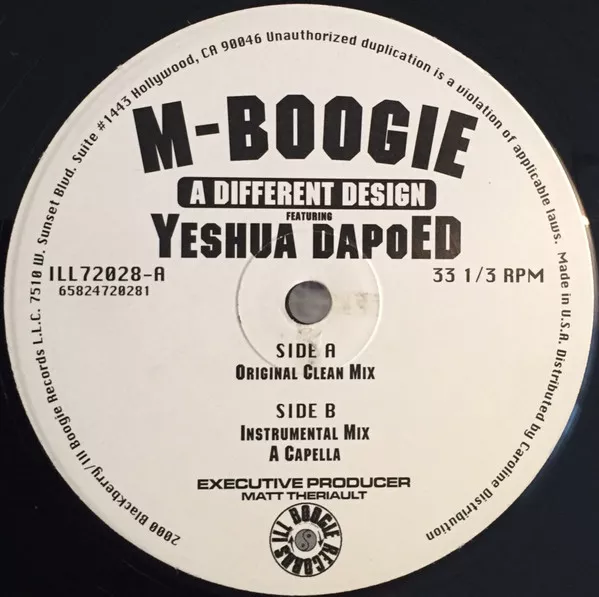 M-BOOGIE
A DIFFERENT DESIGN
FEATURING
YESHUA DAPOED
ILL72028-A
65824720281
33 1/3 RPM
SIDE A
ORIGINAL CLEAN MIX
SIDE B
INSTRUMENTAL MIX
A CAPELLA
EXECUTIVE PRODUCER
MATT THERIAULT
ILL BOOGIE RECORDS
2000 Blackberry/Ill Boogie Records L.L.C. 7510 W. Sunset Blvd. Suite #1443 Hollywood, CA 90046 Unauthorized duplication is a violation of applicable laws. Made in U.S.A. Distributed by Caroline Distribution